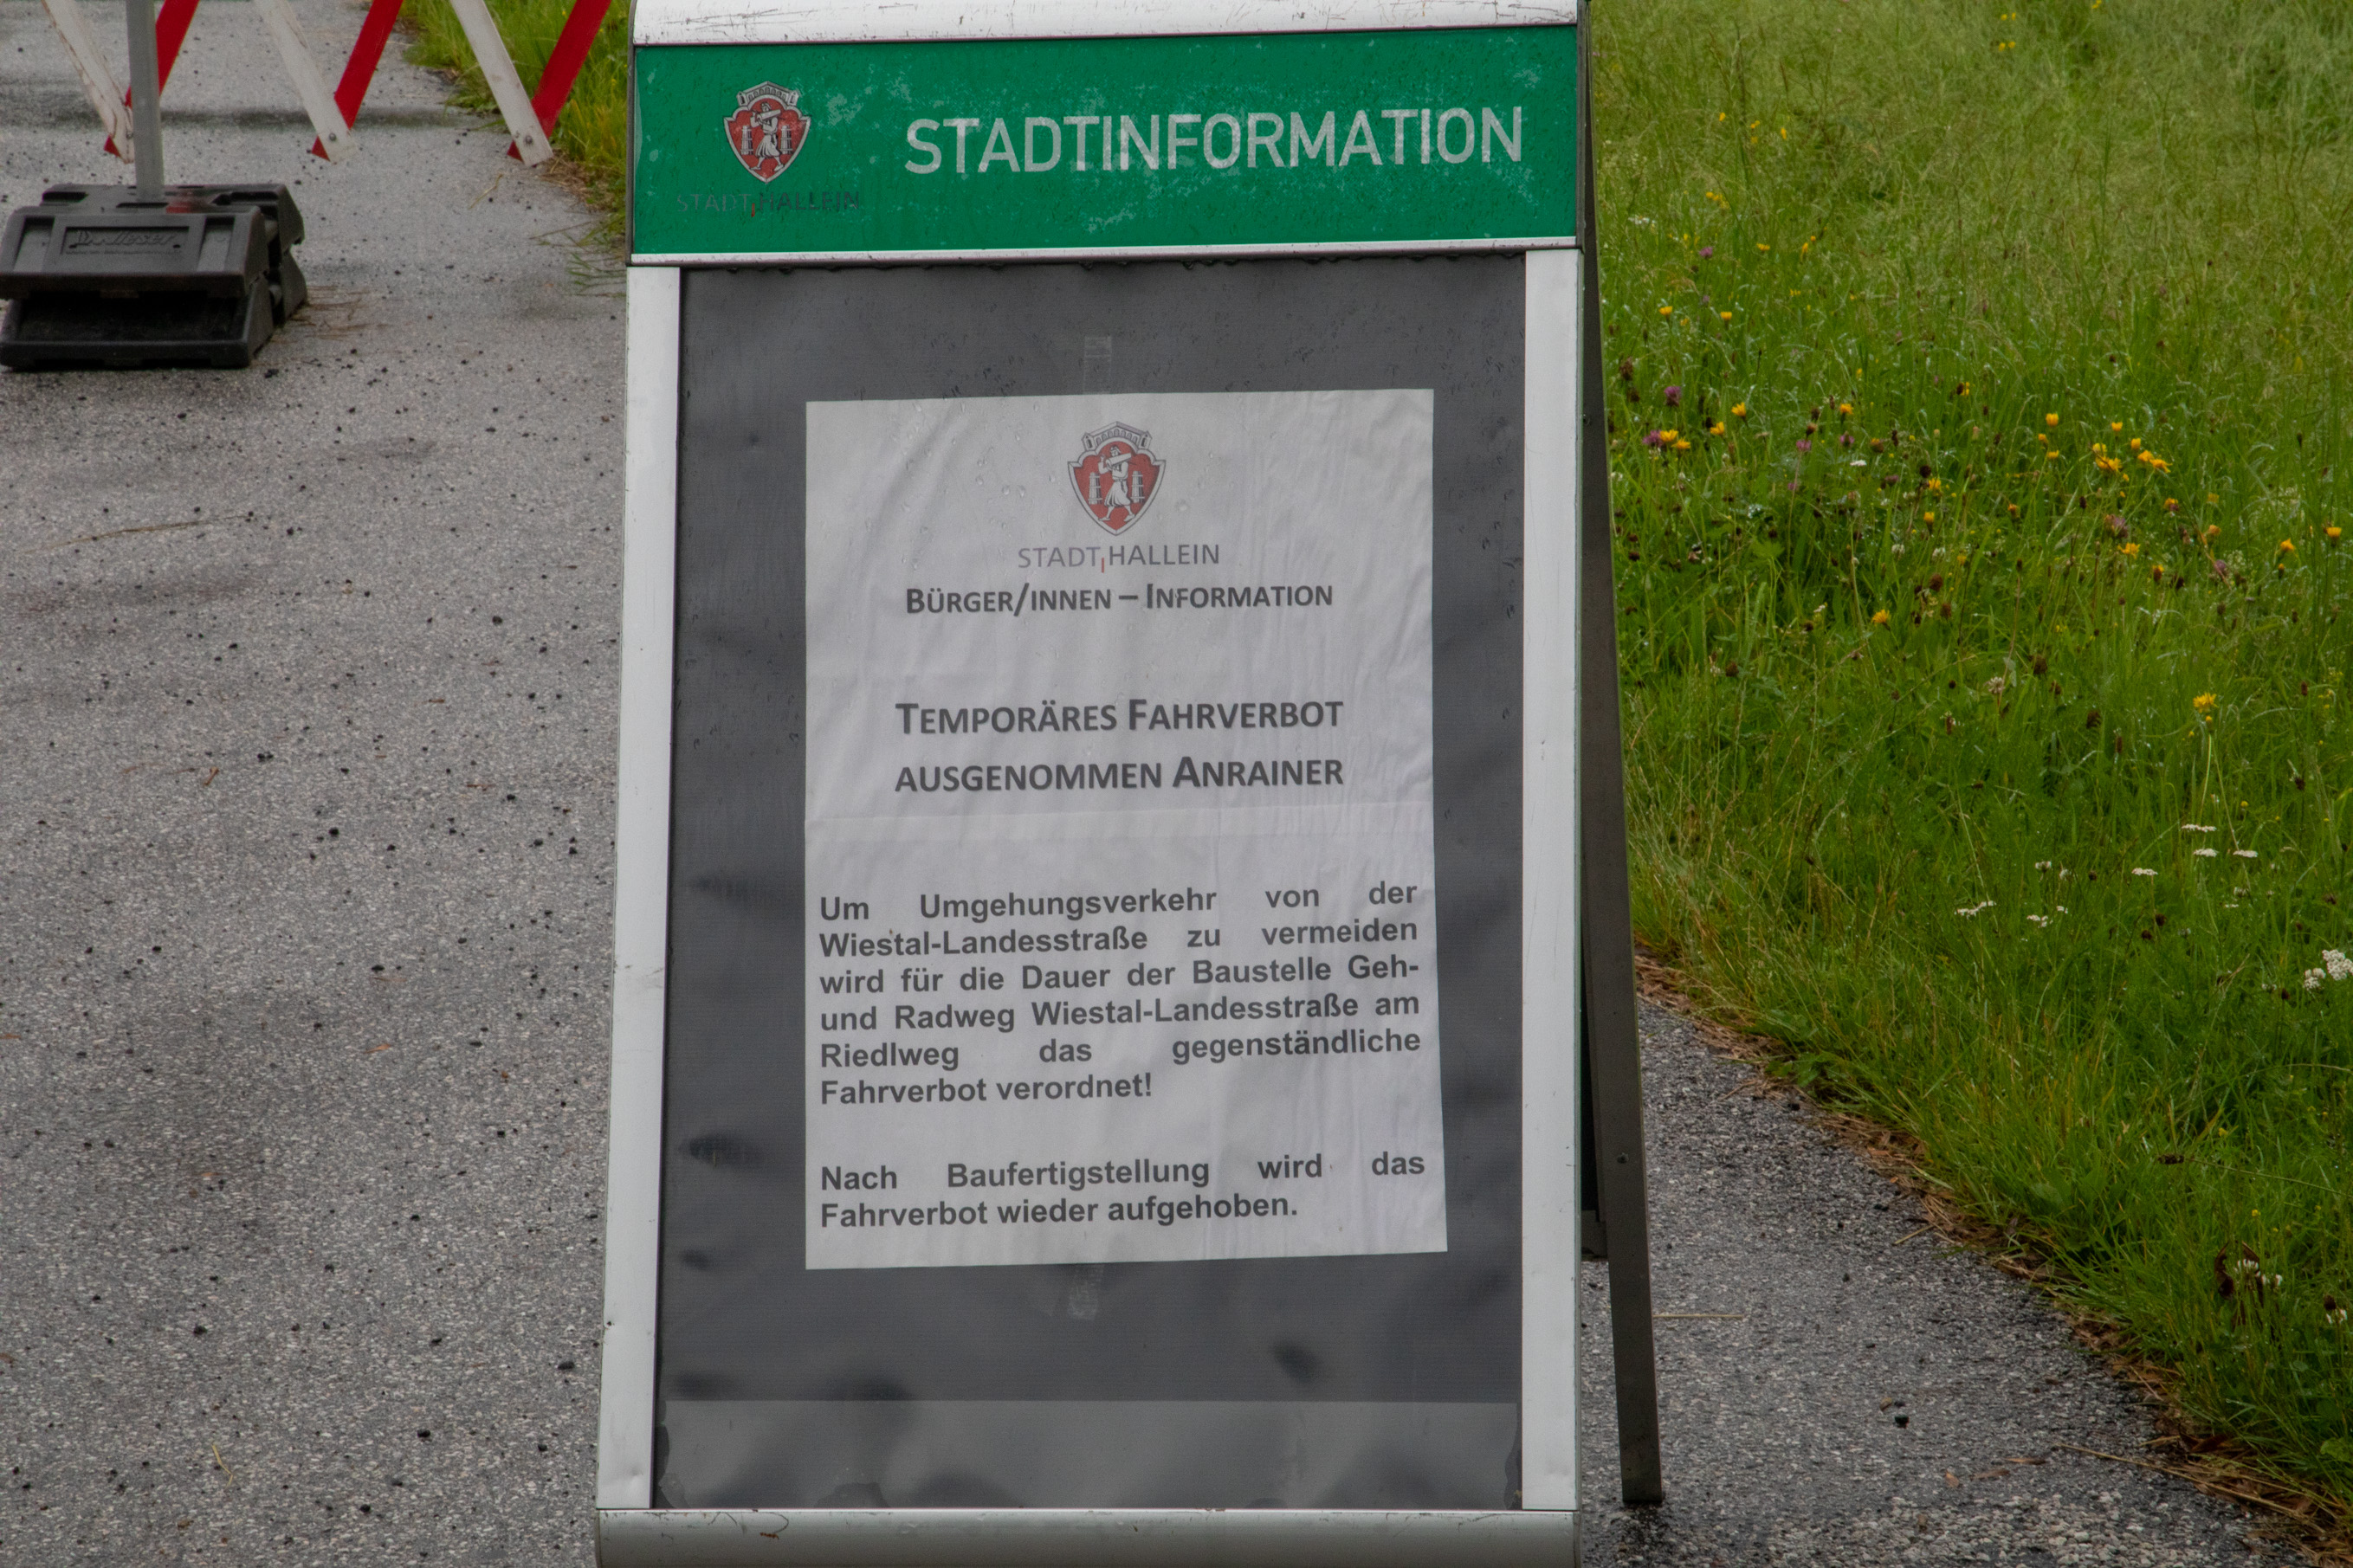 STADTINFORMATION
STADT HALLEIN
STADT HALLEIN
BÜRGER/INNEN – INFORMATION
TEMPORÄRES FAHRVERBOT
AUSGENOMMEN ANRAINER
Um Umgehungsverkehr von der
Wiestal-Landesstraße zu vermeiden
wird für die Dauer der Baustelle Geh-
und Radweg Wiestal-Landesstraße am
Riedlweg das gegenständliche
Fahrverbot verordnet!
Nach Baufertigstellung wird das
Fahrverbot wieder aufgehoben.